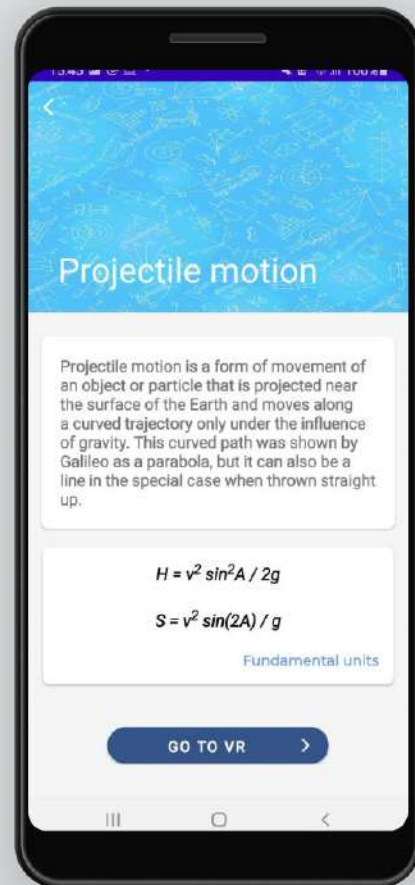 Projectile motion
Projectile motion is a form of movement of
an object or particle that is projected near
the surface of the Earth and moves along
a curved trajectory only under the influence
of gravity. This curved path was shown by
Galileo as a parabola, but it can also be a
line in the special case when thrown straight
up.
H = v² sin²A / 2g
S = v² sin(2A) / g
Fundamental units
GO TO VR